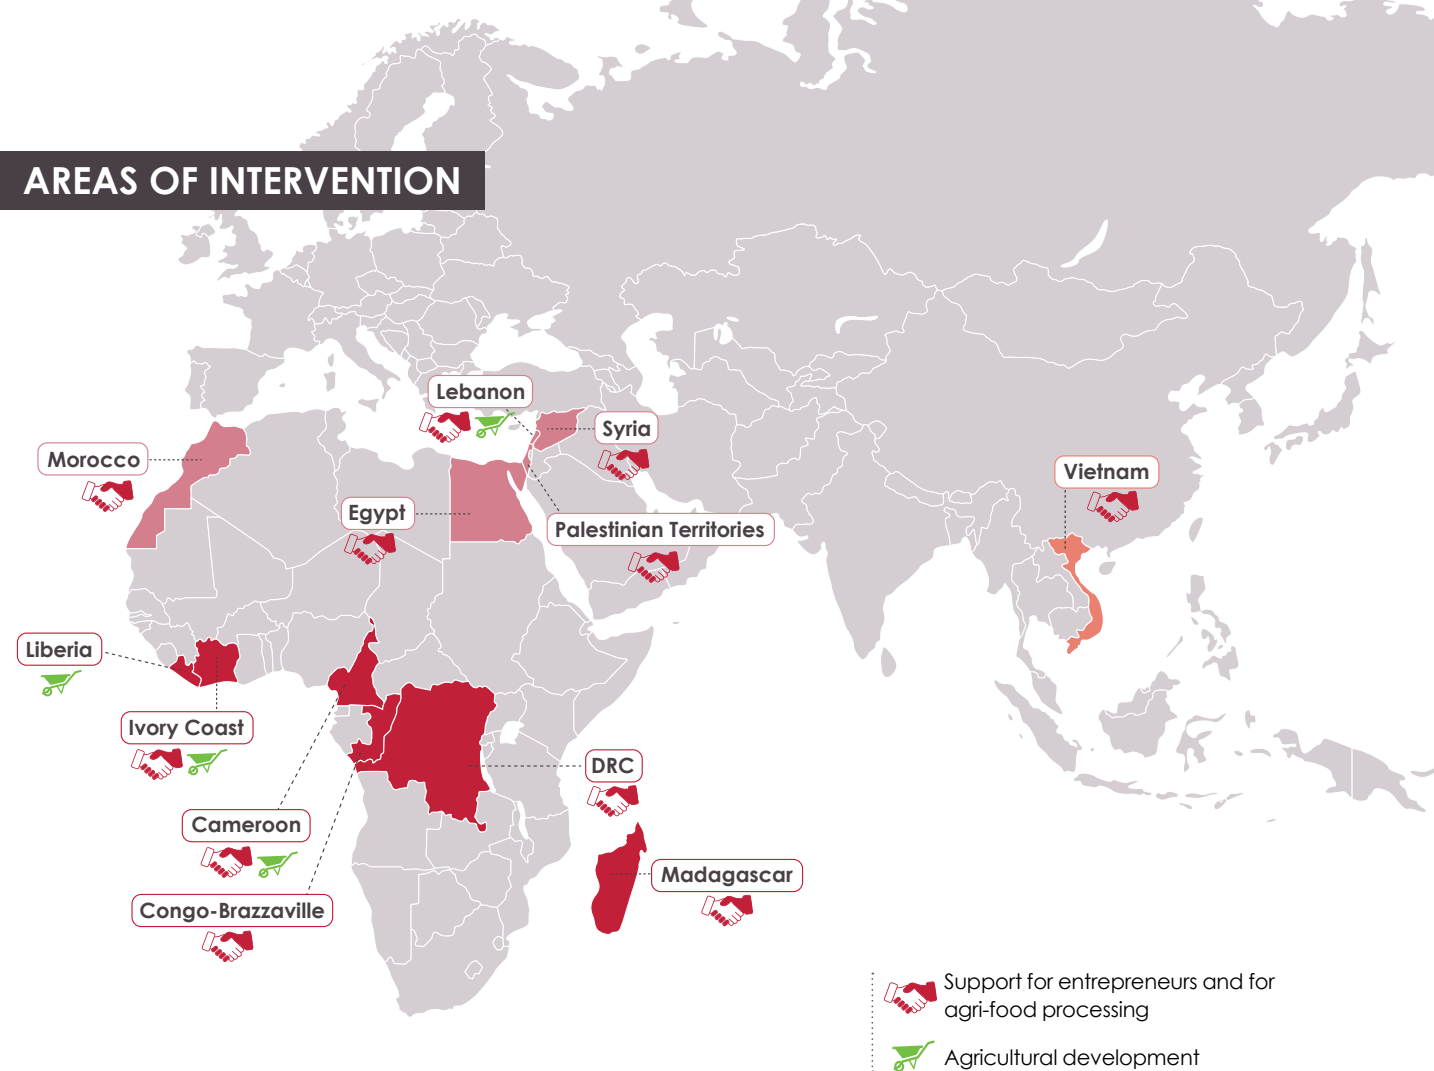 AREAS OF INTERVENTION
Lebanon
Syria
Morocco
Vietnam
Egypt
Palestinian Territories
Liberia
Ivory Coast
DRC
Cameroon
Madagascar
Congo-Brazzaville
Support for entrepreneurs and for
agri-food processing
Agricultural development